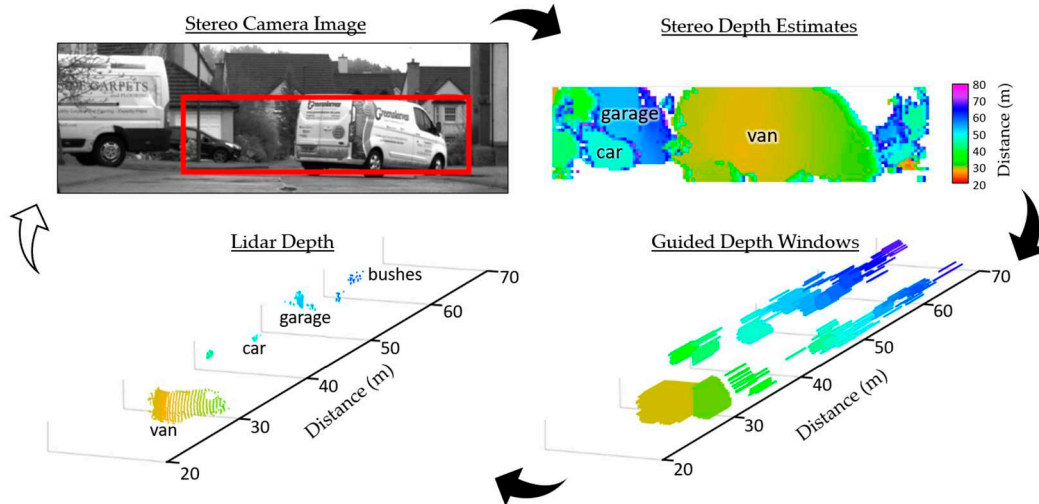 Stereo Camera Image
Stereo Depth Estimates
CARPETS
garage
car
van
80
70
60
50
40
30
20
Distance (m)
Lidar Depth
bushes
garage
car
van
70
60
50
40
30
20
Distance (m)
Guided Depth Windows
70
60
50
40
30
20
Distance (m)